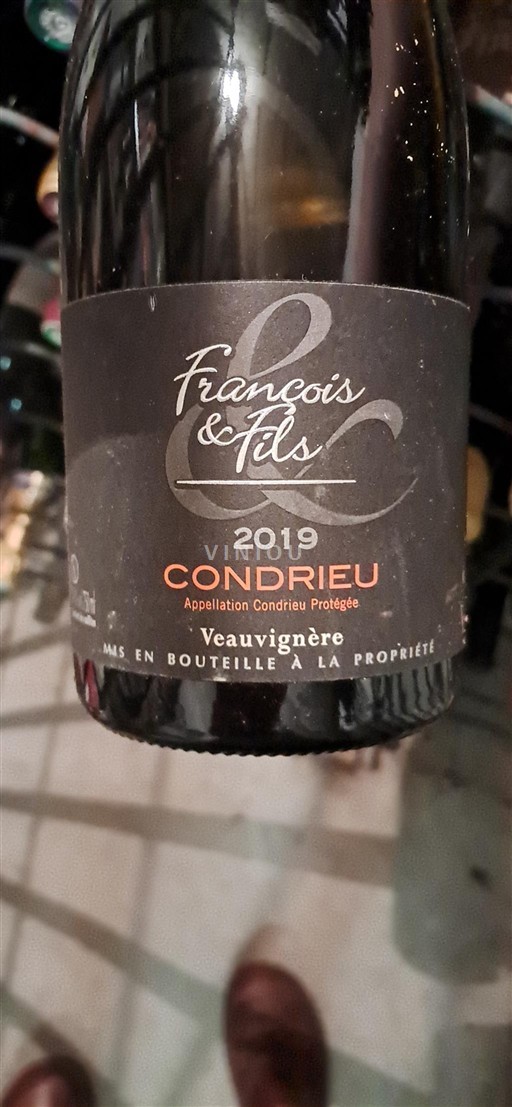 François
& Fils
2019
VINIOU
CONDRIEU
Appellation Condrieu Protégée
Veauvignère
MIS EN BOUTEILLE À LA PROPRIÉTÉ